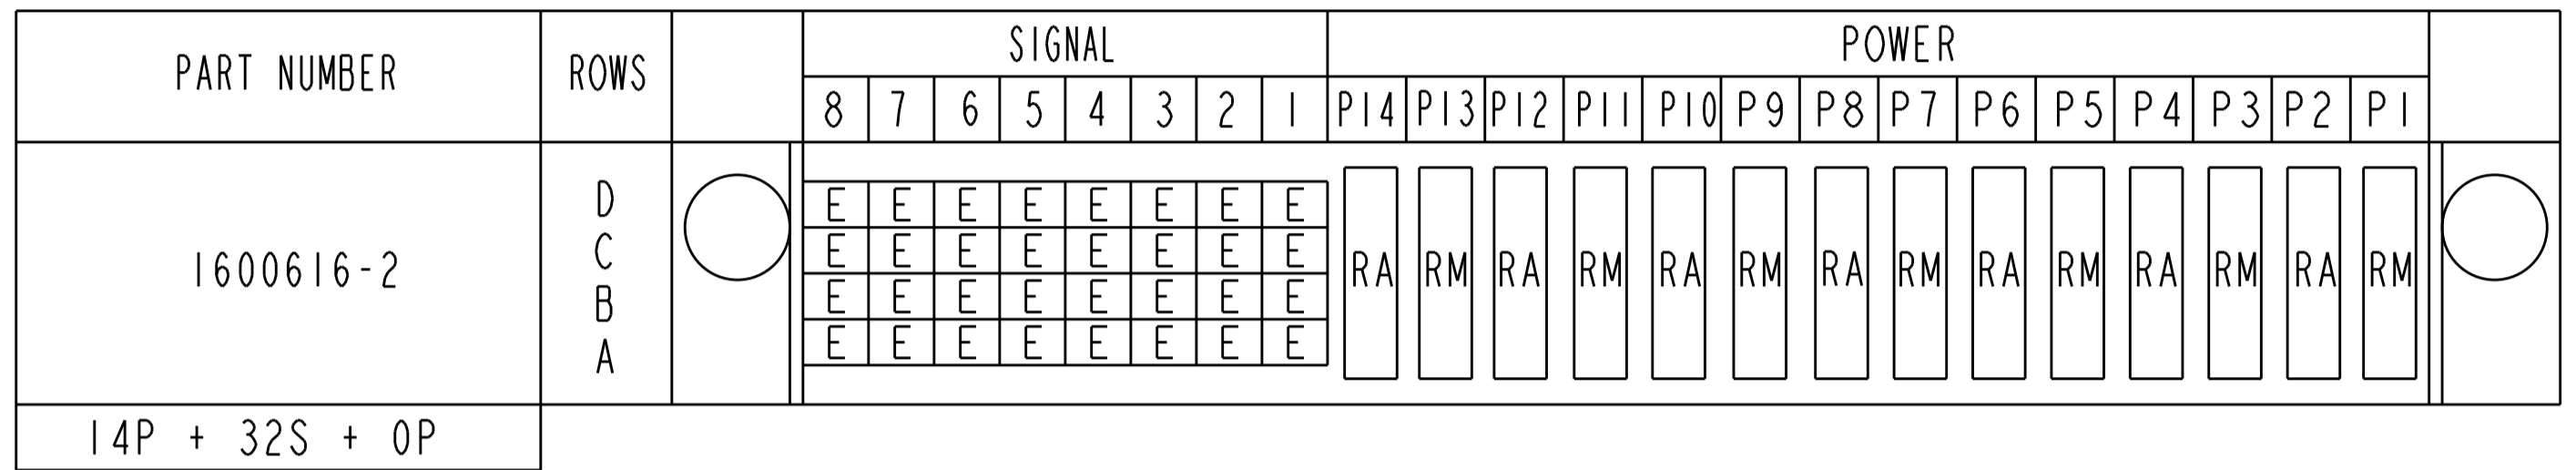 SIGNAL POWER
PART NUMBER ROWS
8 7 6 5 4 3 2 1 P14 P13 P12 P11 P10 P9 P8 P7 P6 P5 P4 P3 P2 P1
D E E E E E E E E
C E E E E E E E E
1600616-2 RA RM RA RM RA RM RA RM RA RM RA RM RA RM
B E E E E E E E E
A E E E E E E E E
14P + 32S + 0P